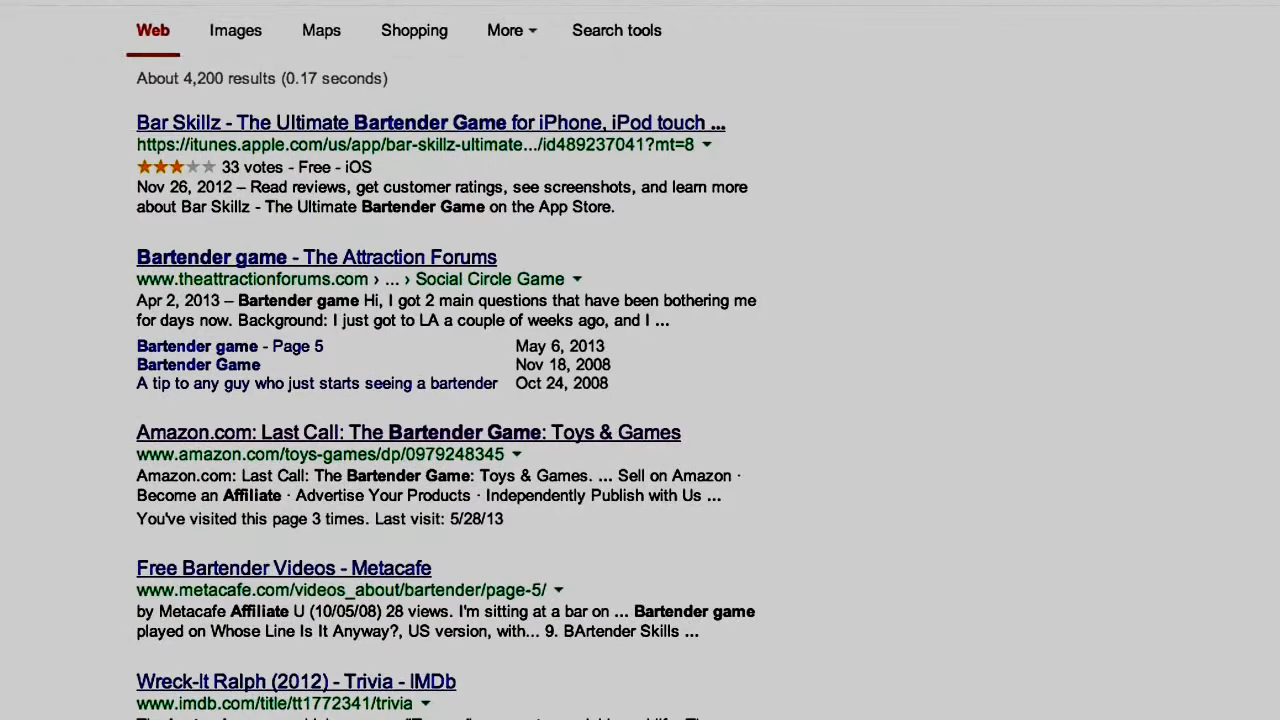 Web Images Maps Shopping More Search tools
About 4,200 results (0.17 seconds)
Bar Skillz - The Ultimate Bartender Game for iPhone, iPod touch ...
https://itunes.apple.com/us/app/bar-skillz-ultimate.../id489237041?mt=8
33 votes - Free - iOS
Nov 26, 2012 – Read reviews, get customer ratings, see screenshots, and learn more
about Bar Skillz - The Ultimate Bartender Game on the App Store.
Bartender game - The Attraction Forums
www.theattractionforums.com › ... › Social Circle Game
Apr 2, 2013 – Bartender game Hi, I got 2 main questions that have been bothering me
for days now. Background: I just got to LA a couple of weeks ago, and I ...
Bartender game - Page 5 May 6, 2013
Bartender Game Nov 18, 2008
A tip to any guy who just starts seeing a bartender Oct 24, 2008
Amazon.com: Last Call: The Bartender Game: Toys & Games
www.amazon.com/toys-games/dp/0979248345
Amazon.com: Last Call: The Bartender Game: Toys & Games. ... Sell on Amazon ·
Become an Affiliate · Advertise Your Products · Independently Publish with Us ...
You've visited this page 3 times. Last visit: 5/28/13
Free Bartender Videos - Metacafe
www.metacafe.com/videos_about/bartender/page-5/
by Metacafe Affiliate U (10/05/08) 28 views. I'm sitting at a bar on ... Bartender game
played on Whose Line Is It Anyway?, US version, with... 9. BArtender Skills ...
Wreck-It Ralph (2012) - Trivia - IMDb
www.imdb.com/title/tt1772341/trivia